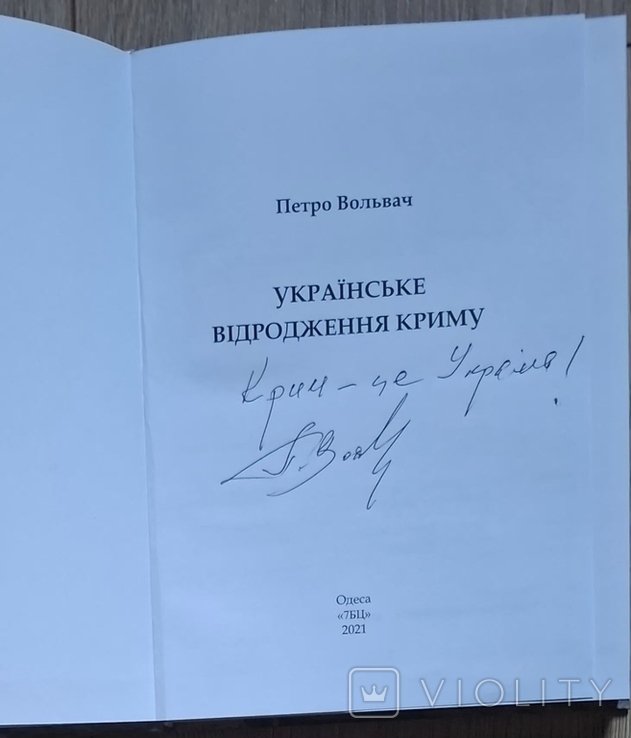 Петро Вольвач
УКРАЇНСЬКЕ
ВІДРОДЖЕННЯ КРИМУ
Крим – це Україна!
Одеса
«7БЦ»
2021
VIOLITY